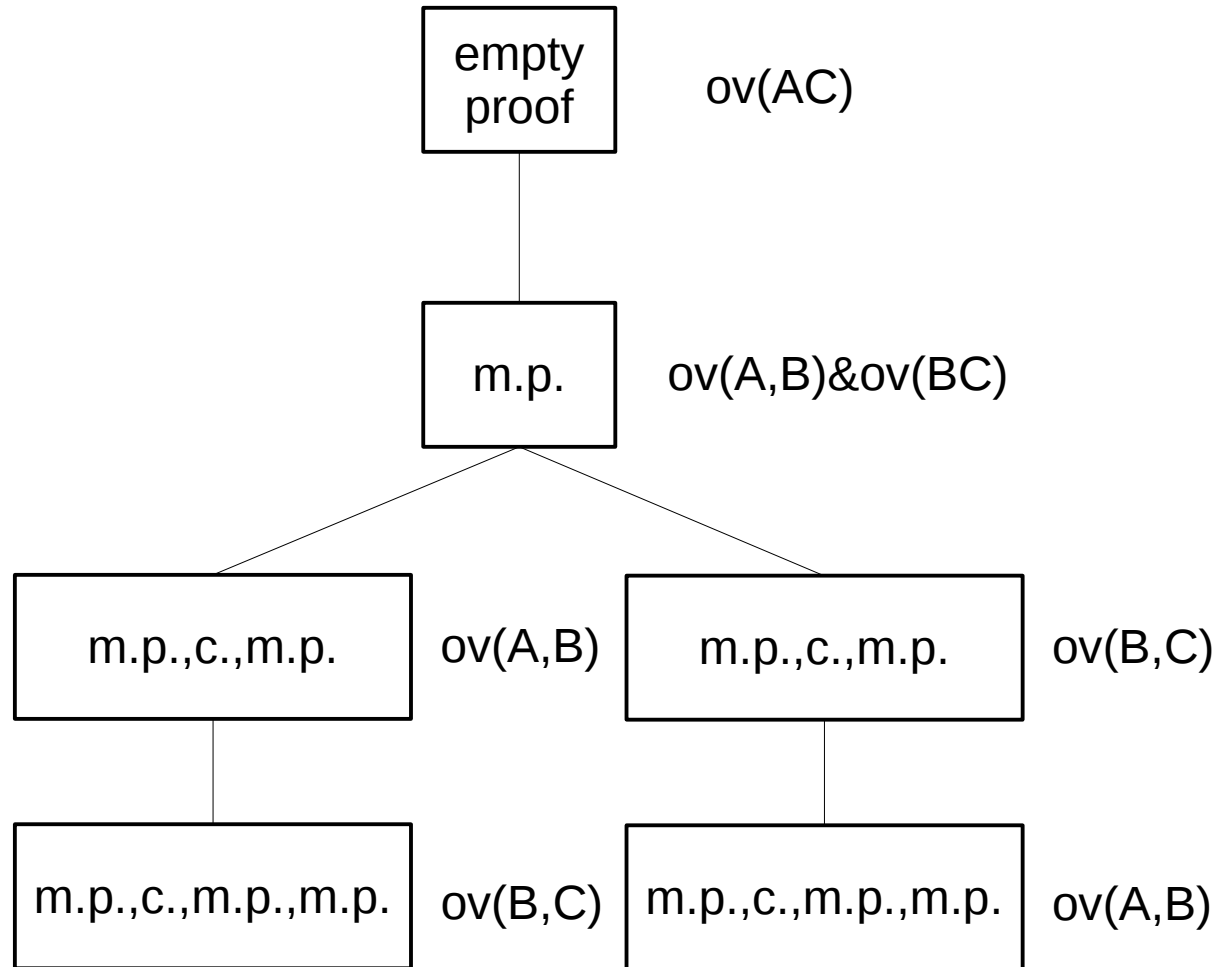 empty
proof
ov(AC)
m.p.
ov(A,B)&ov(BC)
m.p.,c.,m.p.
ov(A,B)
m.p.,c.,m.p.
ov(B,C)
m.p.,c.,m.p.,m.p.
ov(B,C)
m.p.,c.,m.p.,m.p.
ov(A,B)